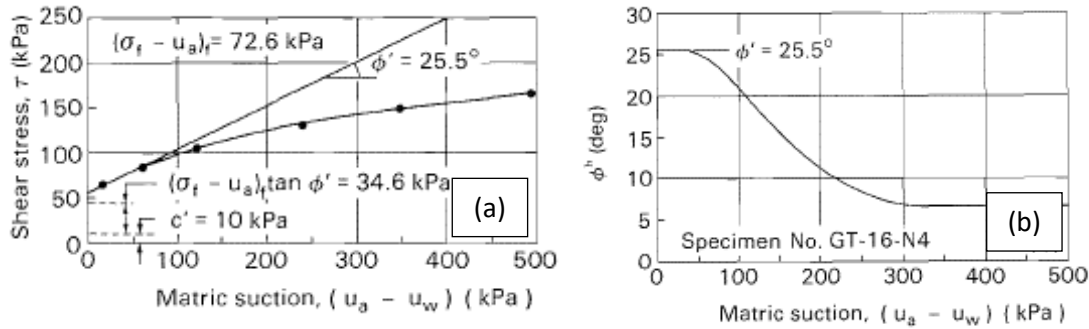 250
200
150
100
50
0
Shear stress, τ (kPa)
(σf − ua)f = 72.6 kPa
ϕ′ = 25.5°
(σf − ua)f tan ϕ′ = 34.6 kPa
c′ = 10 kPa
(a)
0 100 200 300 400 500
Matric suction, (ua − uw) (kPa)
30
25
20
15
10
5
0
ϕᵇ (deg)
ϕ′ = 25.5°
Specimen No. GT-16-N4
(b)
0 100 200 300 400 500
Matric suction, (ua − uw) (kPa)